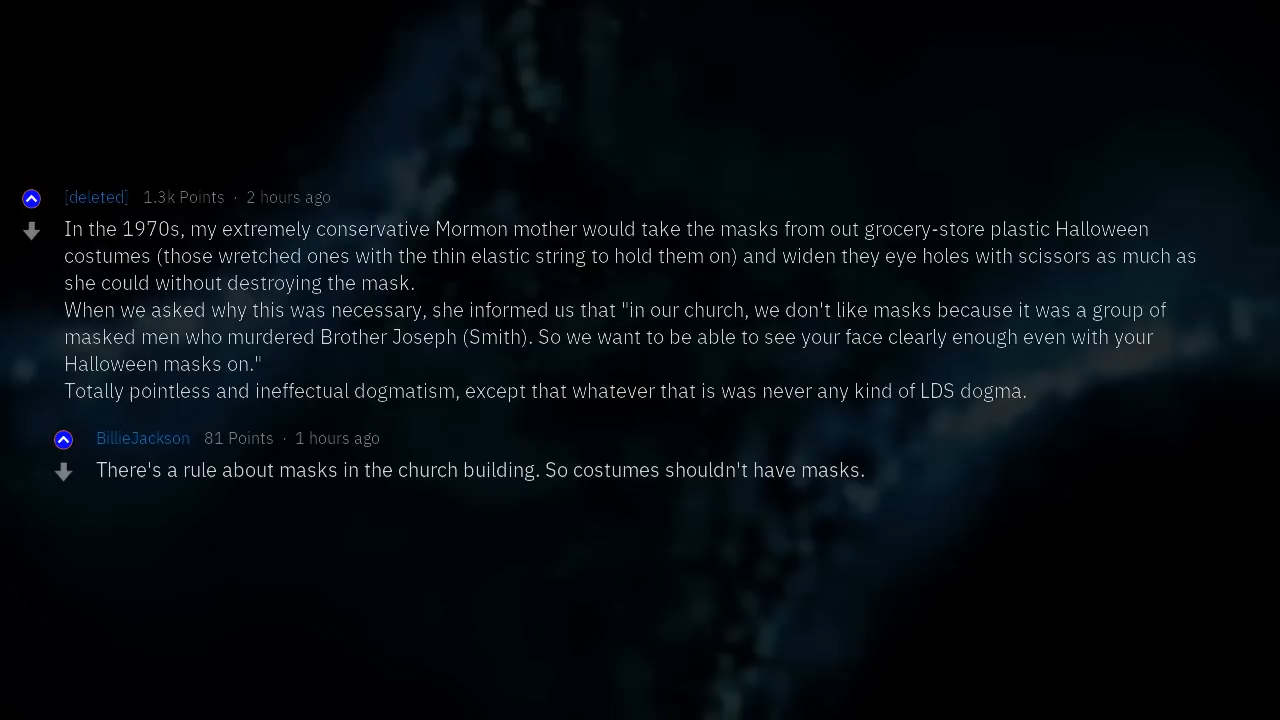 [deleted] 1.3k Points · 2 hours ago
In the 1970s, my extremely conservative Mormon mother would take the masks from out grocery-store plastic Halloween
costumes (those wretched ones with the thin elastic string to hold them on) and widen they eye holes with scissors as much as
she could without destroying the mask.
When we asked why this was necessary, she informed us that "in our church, we don't like masks because it was a group of
masked men who murdered Brother Joseph (Smith). So we want to be able to see your face clearly enough even with your
Halloween masks on."
Totally pointless and ineffectual dogmatism, except that whatever that is was never any kind of LDS dogma.
BillieJackson 81 Points · 1 hours ago
There's a rule about masks in the church building. So costumes shouldn't have masks.